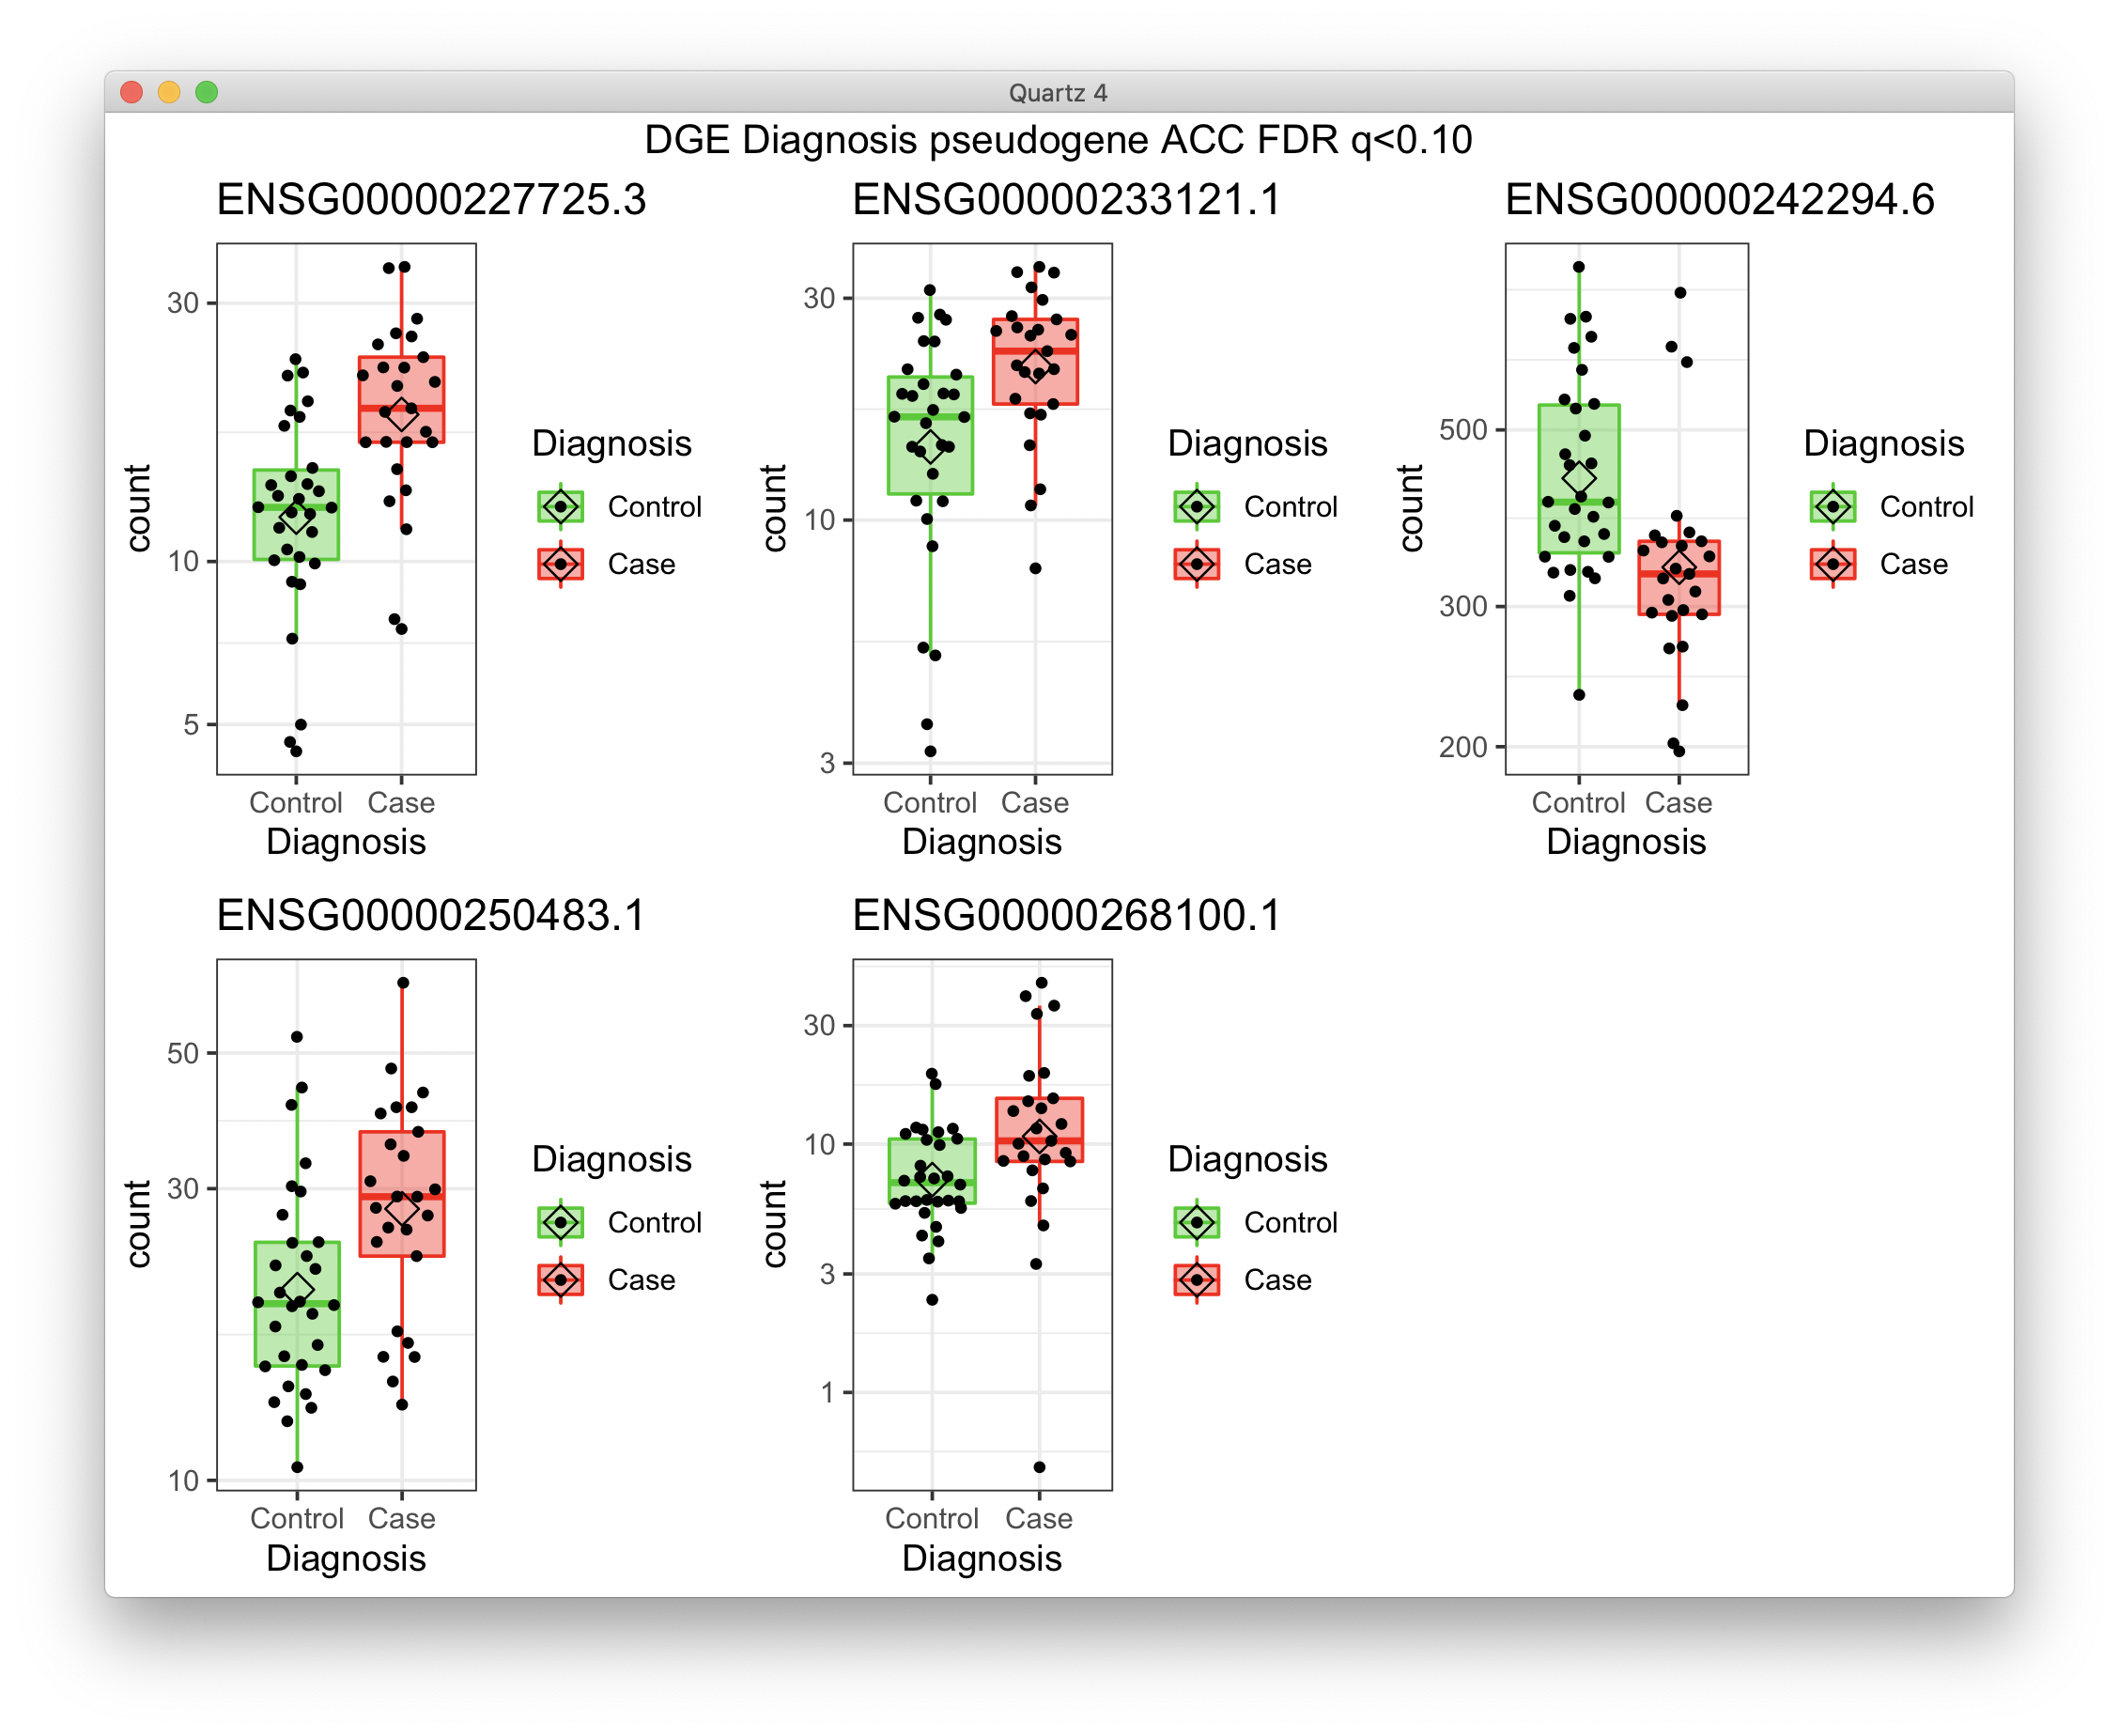 Quartz 4
DGE Diagnosis pseudogene ACC FDR q<0.10
ENSG00000227725.3
30
10
5
count
Control Case
Diagnosis
Diagnosis
Control
Case
ENSG00000233121.1
30
10
3
count
Control Case
Diagnosis
Diagnosis
Control
Case
ENSG00000242294.6
500
300
200
count
Control Case
Diagnosis
Diagnosis
Control
Case
ENSG00000250483.1
50
30
10
count
Control Case
Diagnosis
Diagnosis
Control
Case
ENSG00000268100.1
30
10
3
1
count
Control Case
Diagnosis
Diagnosis
Control
Case